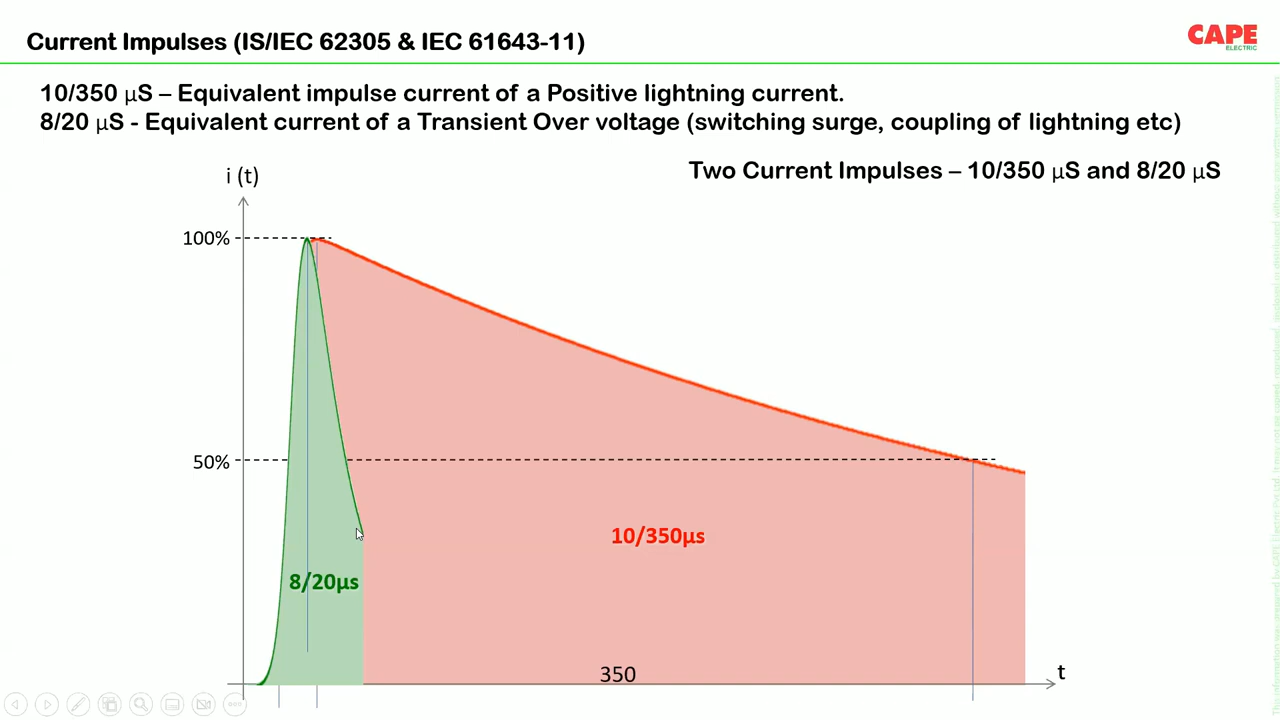 Current Impulses (IS/IEC 62305 & IEC 61643-11)
CAPE
ELECTRIC
10/350 μS – Equivalent impulse current of a Positive lightning current.
8/20 μS - Equivalent current of a Transient Over voltage (switching surge, coupling of lightning etc)
Two Current Impulses – 10/350 μS and 8/20 μS
i (t)
100%
50%
10/350μs
8/20μs
350
t